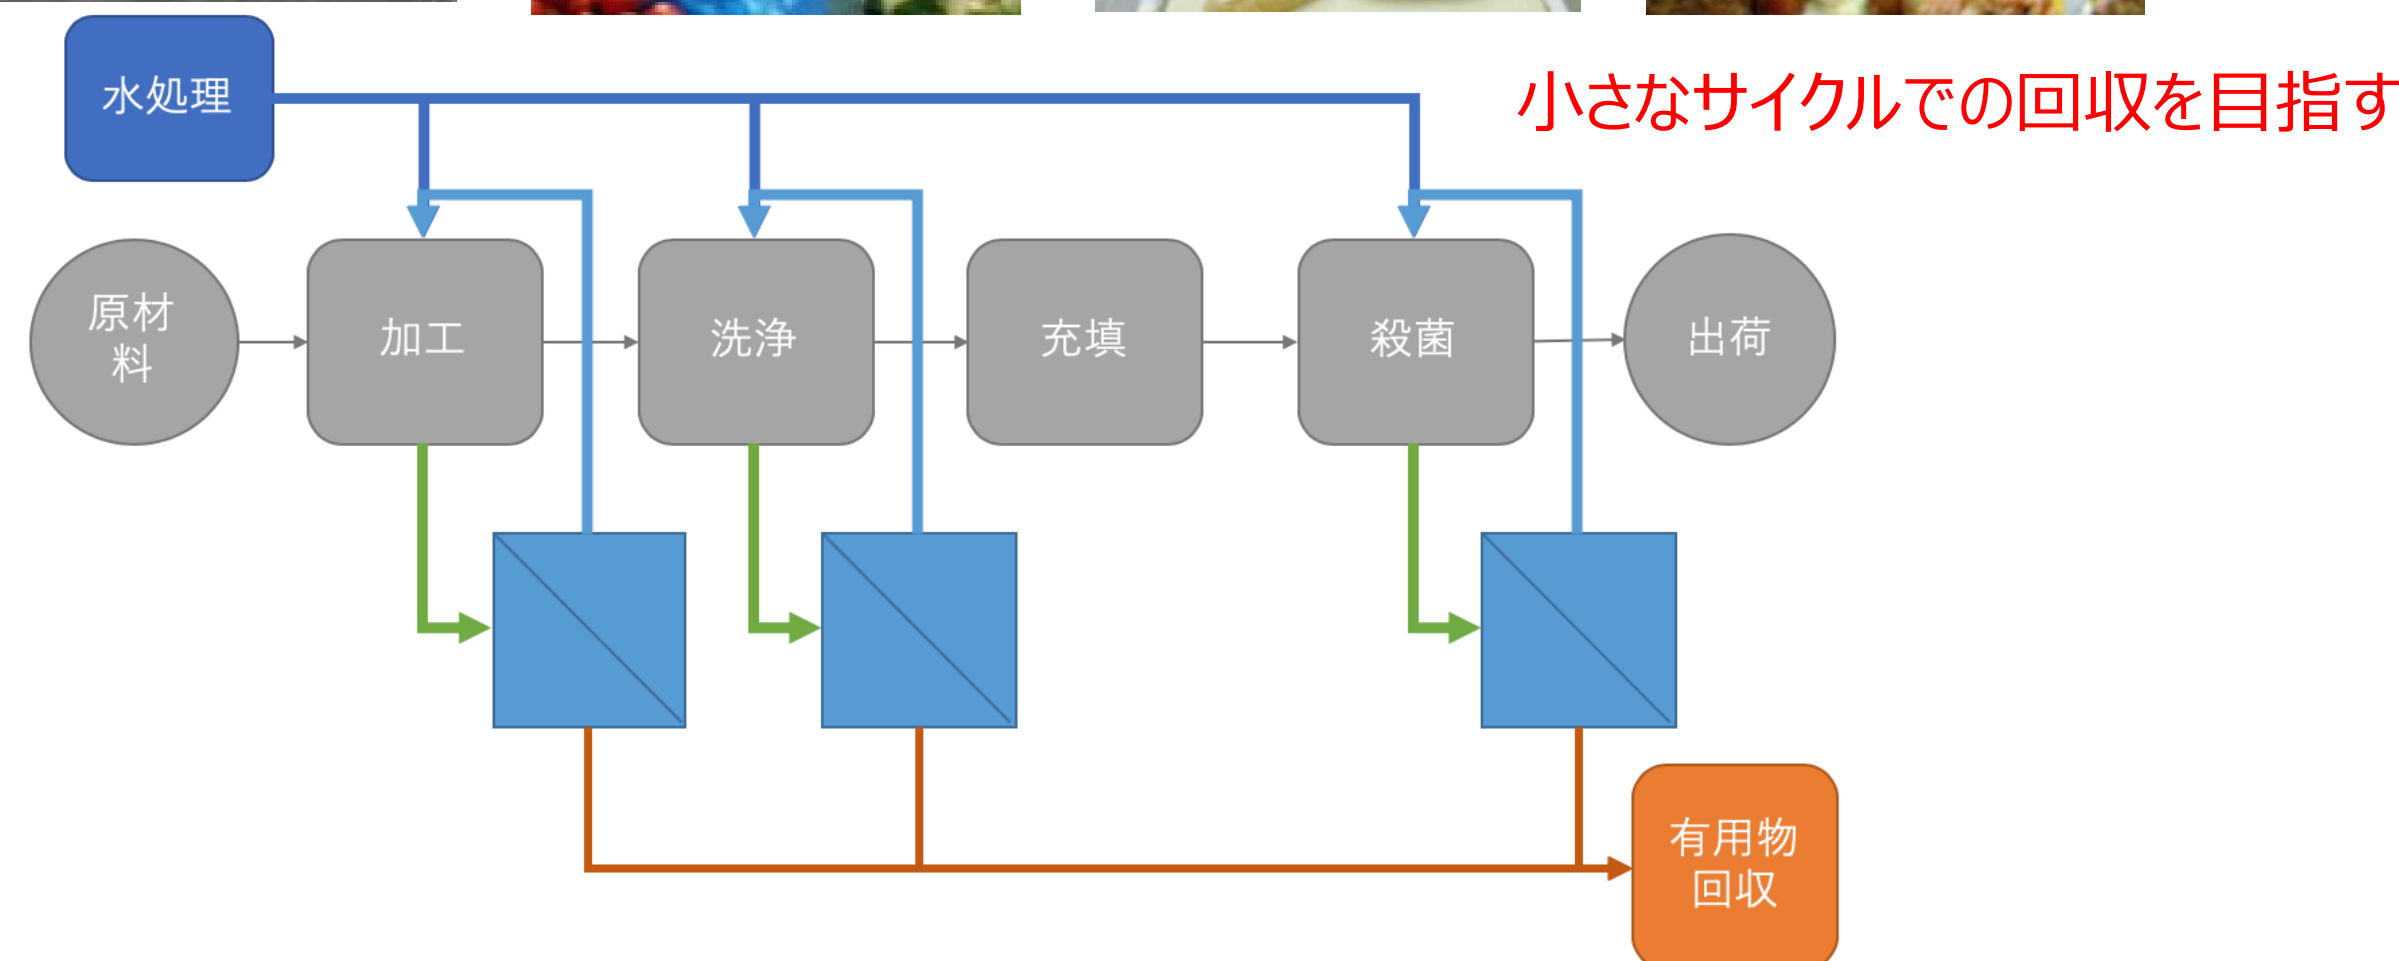 水処理
小さなサイクルでの回収を目指す
原材
料
加工
洗浄
充填
殺菌
出荷
有用物
回収